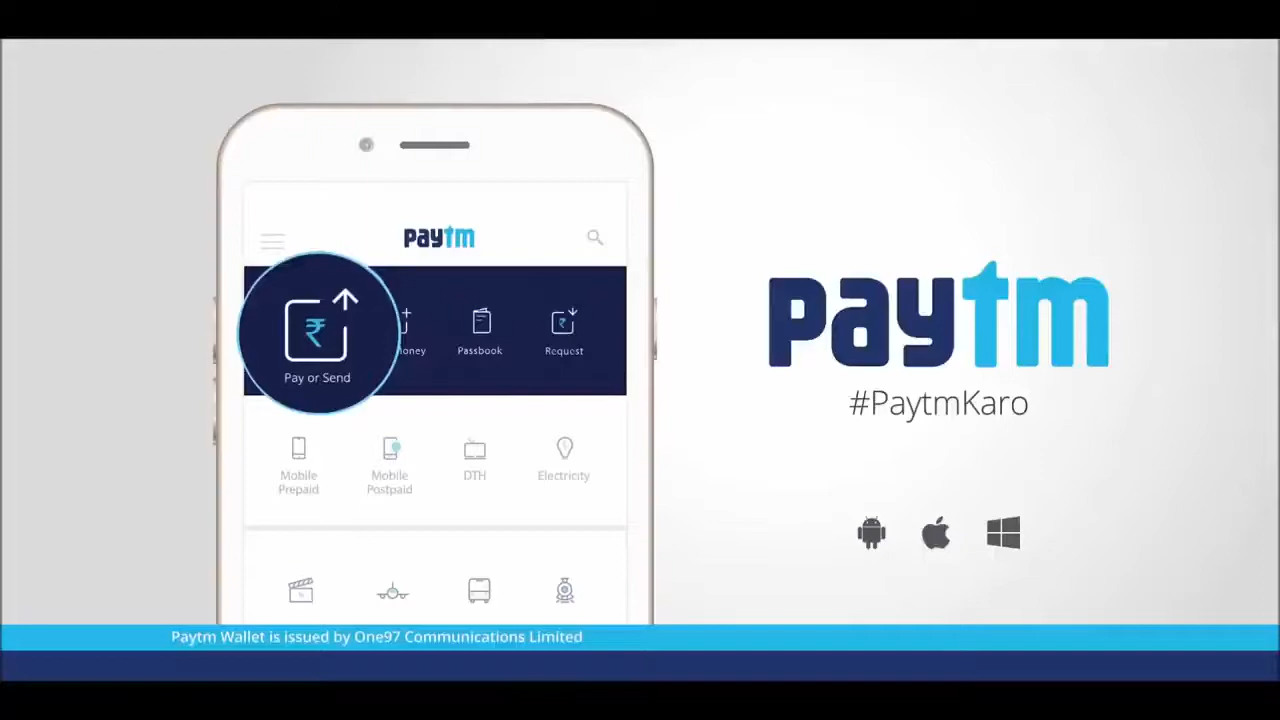 paytm
Pay or Send
oney
Passbook
Request
Mobile
Prepaid
Mobile
Postpaid
DTH
Electricity
paytm
#PaytmKaro
Paytm Wallet is issued by One97 Communications Limited